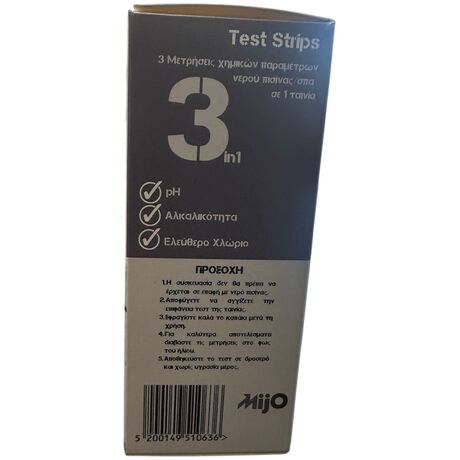 Test Strips
3 Μετρήσεις χημικών παραμέτρων
νερού πισίνας/σπα
σε 1 ταινία
3
in1
pH
Αλκαλικότητα
Ελεύθερο Χλώριο
ΠΡΟΣΟΧΗ
1.Η συσκευασία δεν θα πρέπει να
έρχεται σε επαφή με νερό πισίνας.
2.Αποφύγετε να αγγίζετε την
επιφάνεια τεστ της ταινίας.
3.Σφραγίστε καλά το καπάκι μετά τη
χρήση.
4.Για καλύτερα αποτελέσματα
διαβάστε τις μετρήσεις στο φως
του ήλιου.
5.Αποθηκεύστε το τεστ σε δροσερό
και χωρίς υγρασία μέρος.
MijO
5 200149 510636 >